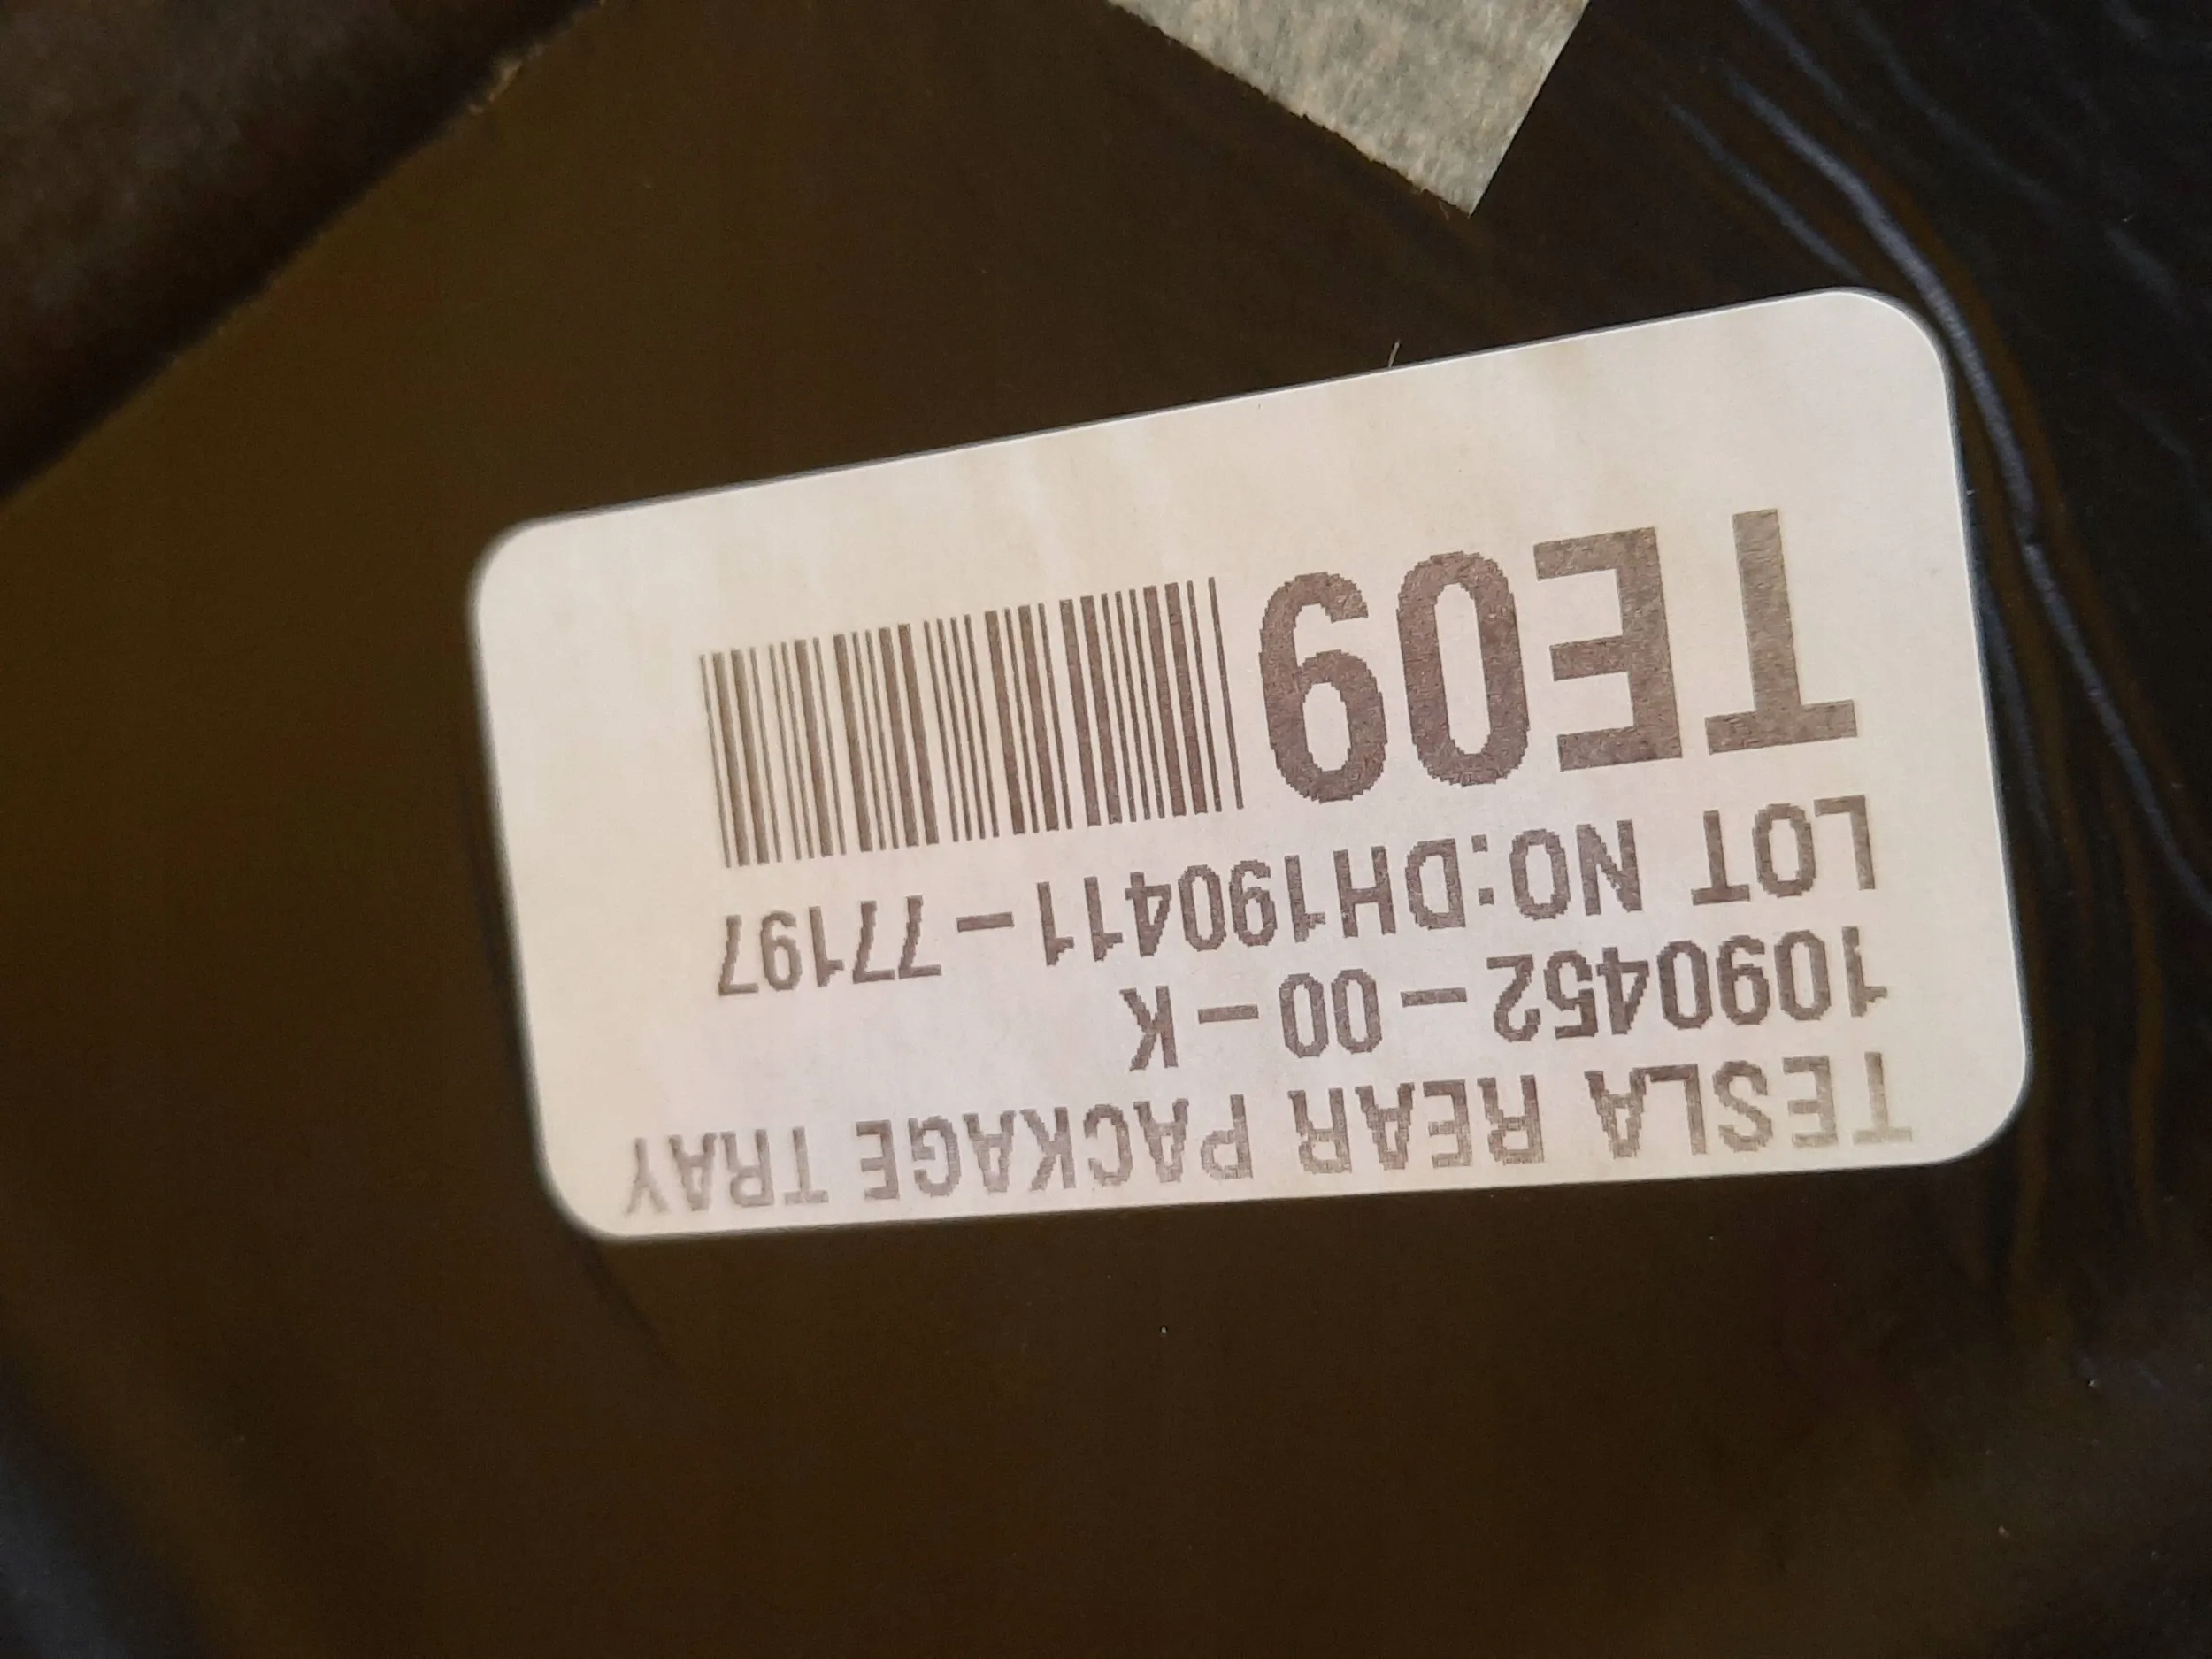 TESLA REAR PACKAGE TRAY
1090452-00-K
LOT NO:DH190411-77197
TE09